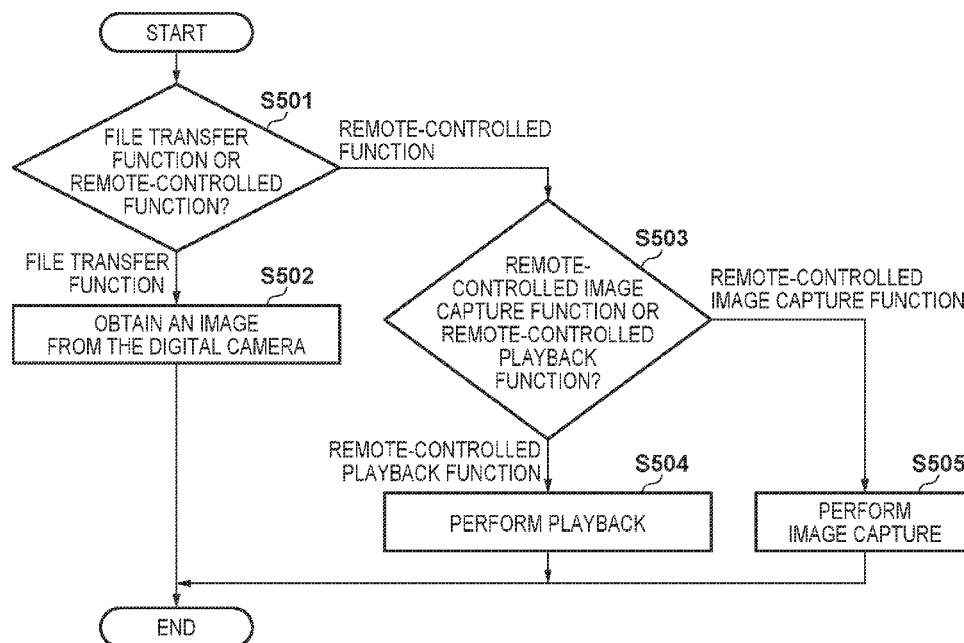 START
S501
FILE TRANSFER
FUNCTION OR
REMOTE-CONTROLLED
FUNCTION?
REMOTE-CONTROLLED
FUNCTION
FILE TRANSFER
FUNCTION
S502
OBTAIN AN IMAGE
FROM THE DIGITAL CAMERA
S503
REMOTE-
CONTROLLED IMAGE
CAPTURE FUNCTION OR
REMOTE-CONTROLLED
PLAYBACK
FUNCTION?
REMOTE-CONTROLLED
IMAGE CAPTURE FUNCTION
REMOTE-CONTROLLED
PLAYBACK FUNCTION
S504
PERFORM PLAYBACK
S505
PERFORM
IMAGE CAPTURE
END